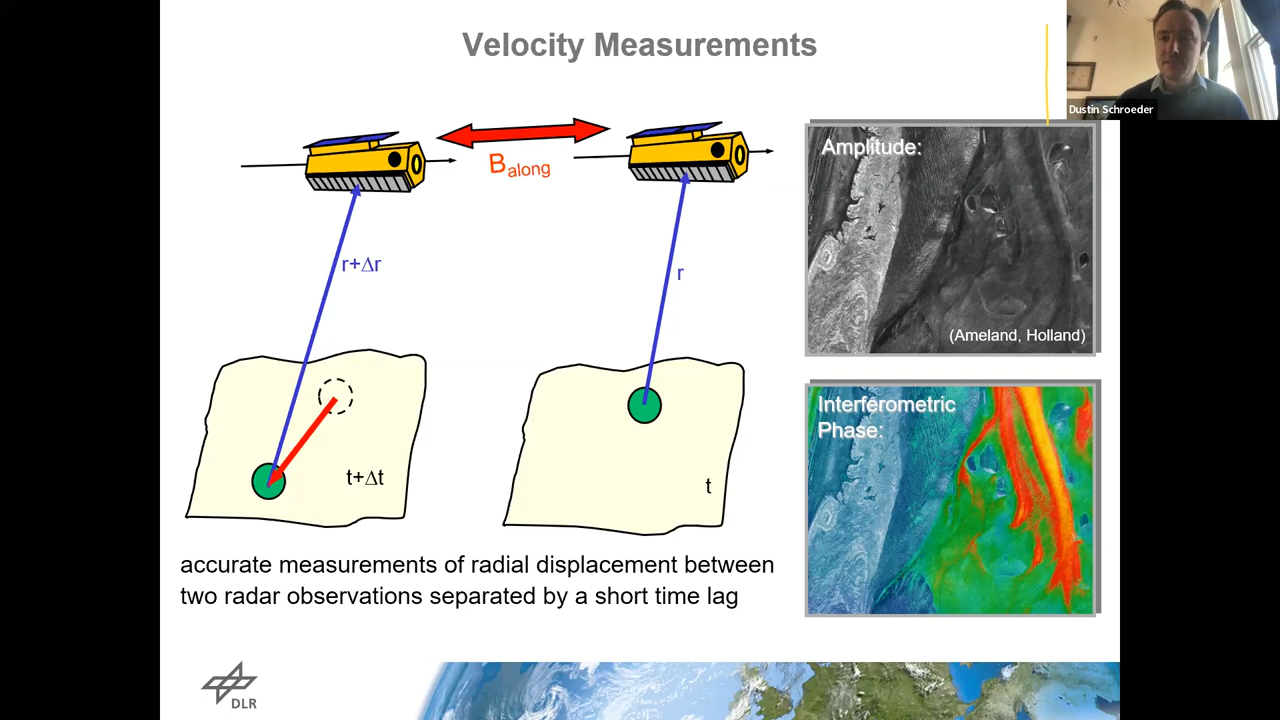 Velocity Measurements
Dustin Schroeder
B along
Amplitude:
r+Δr
r
(Ameland, Holland)
Interferometric
Phase:
t+Δt
t
accurate measurements of radial displacement between
two radar observations separated by a short time lag
DLR